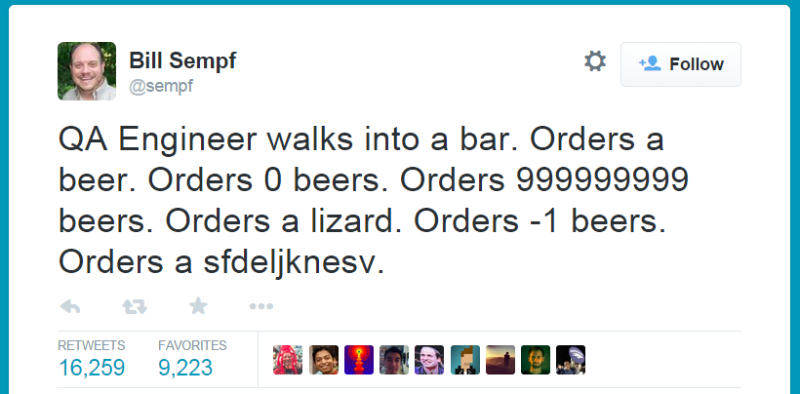 Bill Sempf
@sempf
Follow
QA Engineer walks into a bar. Orders a
beer. Orders 0 beers. Orders 999999999
beers. Orders a lizard. Orders -1 beers.
Orders a sfdeljknesv.
RETWEETS FAVORITES
16,259 9,223